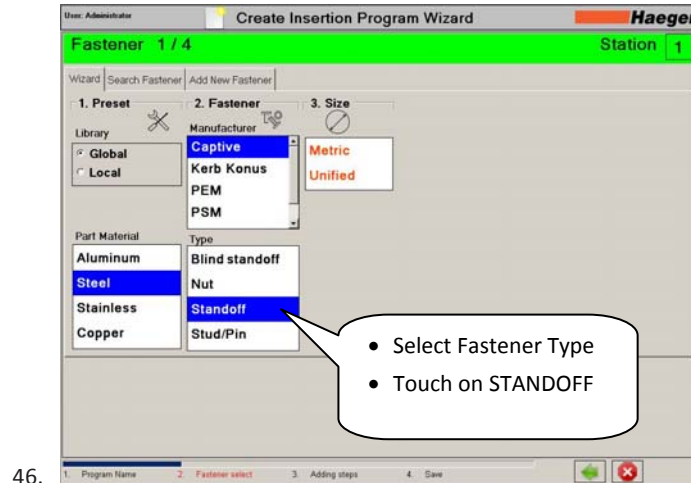 User: Administrator
Create Insertion Program Wizard
Haeger
Fastener 1 / 4
Station 1
Wizard Search Fastener Add New Fastener
1. Preset
2. Fastener
3. Size
Library
Global
Local
Manufacturer
Captive
Kerb Konus
PEM
PSM
Metric
Unified
Part Material
Aluminum
Steel
Stainless
Copper
Type
Blind standoff
Nut
Standoff
Stud/Pin
• Select Fastener Type
• Touch on STANDOFF
46.
1. Program Name 2. Fastener select 3. Adding steps 4. Save